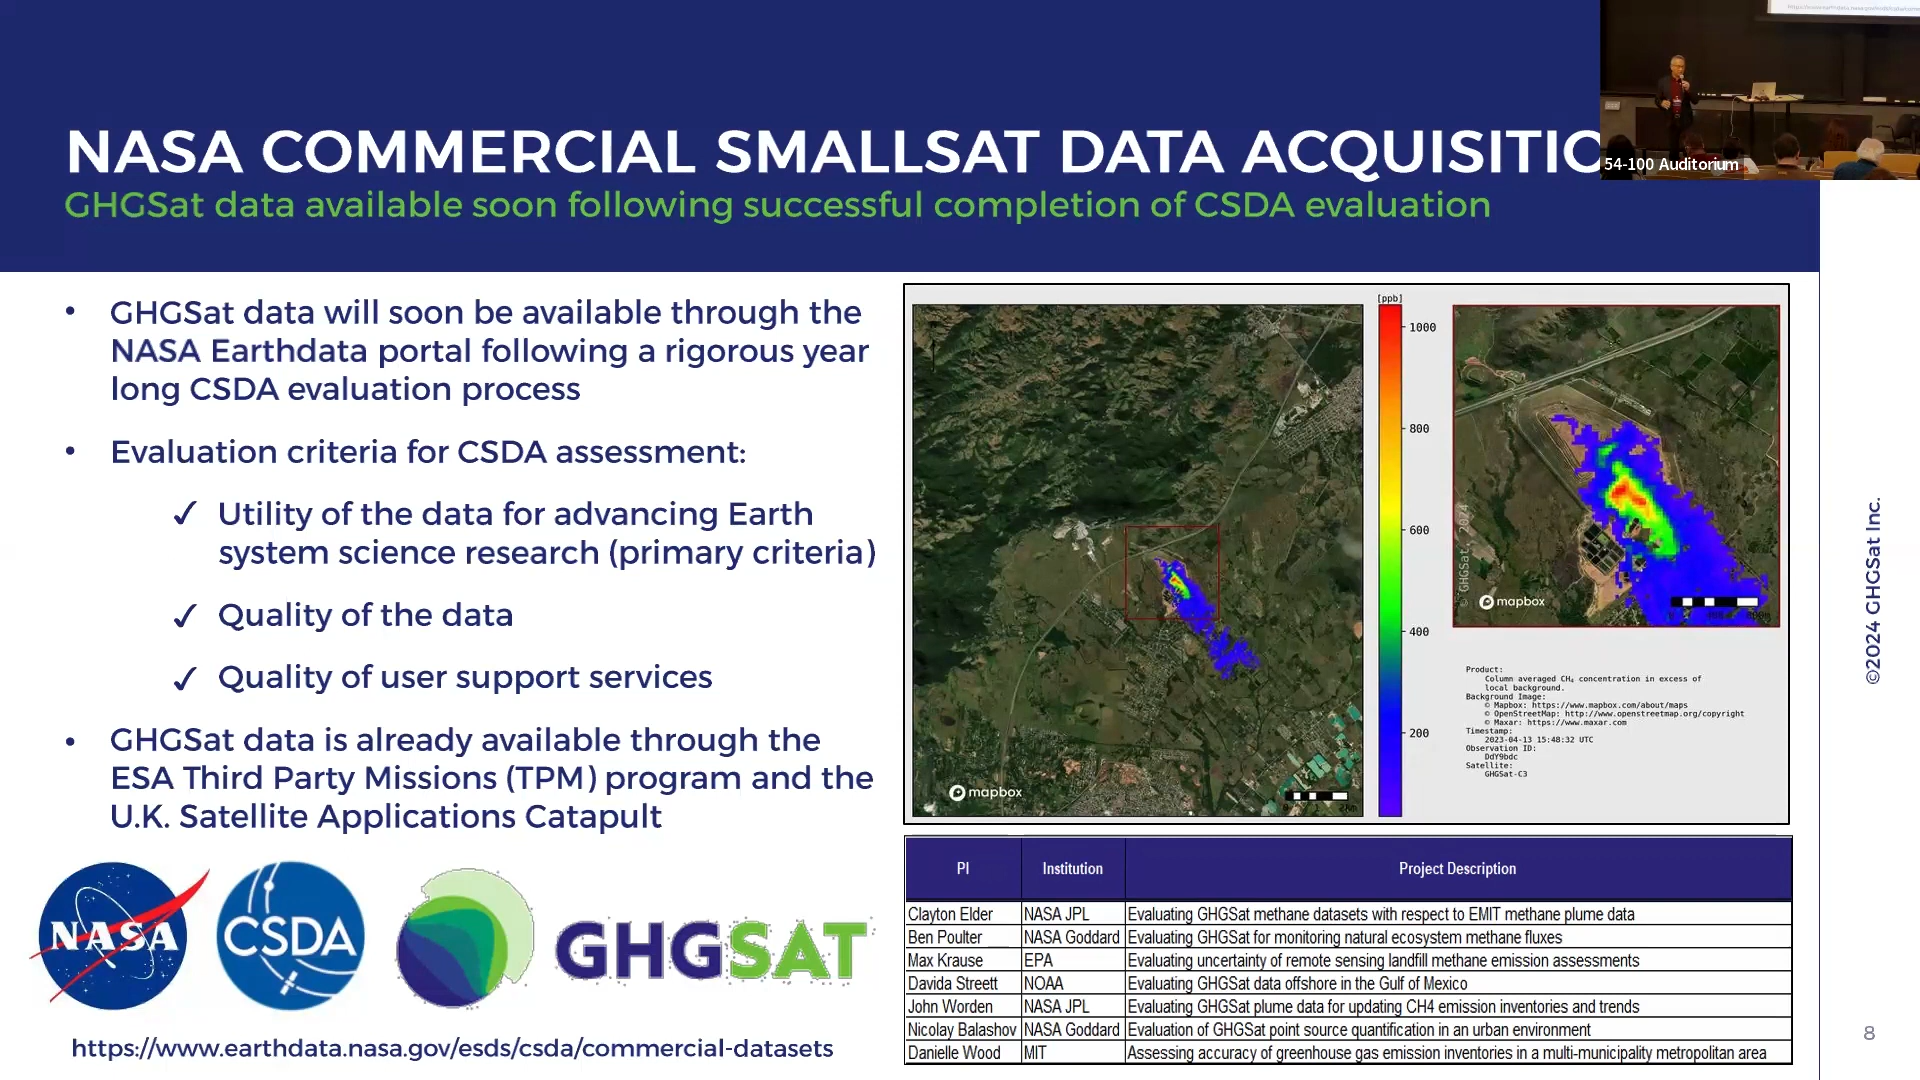 NASA COMMERCIAL SMALLSAT DATA ACQUISITIO
GHGSat data available soon following successful completion of CSDA evaluation
54-100 Auditorium
• GHGSat data will soon be available through the
NASA Earthdata portal following a rigorous year
long CSDA evaluation process
• Evaluation criteria for CSDA assessment:
✓ Utility of the data for advancing Earth
system science research (primary criteria)
✓ Quality of the data
✓ Quality of user support services
• GHGSat data is already available through the
ESA Third Party Missions (TPM) program and the
U.K. Satellite Applications Catapult
NASA
CSDA
GHGSAT
https://www.earthdata.nasa.gov/esds/csda/commercial-datasets
mapbox
[ppb]
1000
800
600
400
200
© GHGSat, 2024
mapbox
Product:
Column averaged CH₄ concentration in excess of
local background.
Background Image:
© Mapbox: https://www.mapbox.com/about/maps
© OpenStreetMap: http://www.openstreetmap.org/copyright
© Maxar: https://www.maxar.com
Timestamp:
2023-04-13 15:48:32 UTC
Observation ID:
DdY9bdc
Satellite:
GHGSat-C3
PI Institution Project Description
Clayton Elder NASA JPL Evaluating GHGSat methane datasets with respect to EMIT methane plume data
Ben Poulter NASA Goddard Evaluating GHGSat for monitoring natural ecosystem methane fluxes
Max Krause EPA Evaluating uncertainty of remote sensing landfill methane emission assessments
Davida Streett NOAA Evaluating GHGSat data offshore in the Gulf of Mexico
John Worden NASA JPL Evaluating GHGSat plume data for updating CH4 emission inventories and trends
Nicolay Balashov NASA Goddard Evaluation of GHGSat point source quantification in an urban environment
Danielle Wood MIT Assessing accuracy of greenhouse gas emission inventories in a multi-municipality metropolitan area
©2024 GHGSat Inc.
8